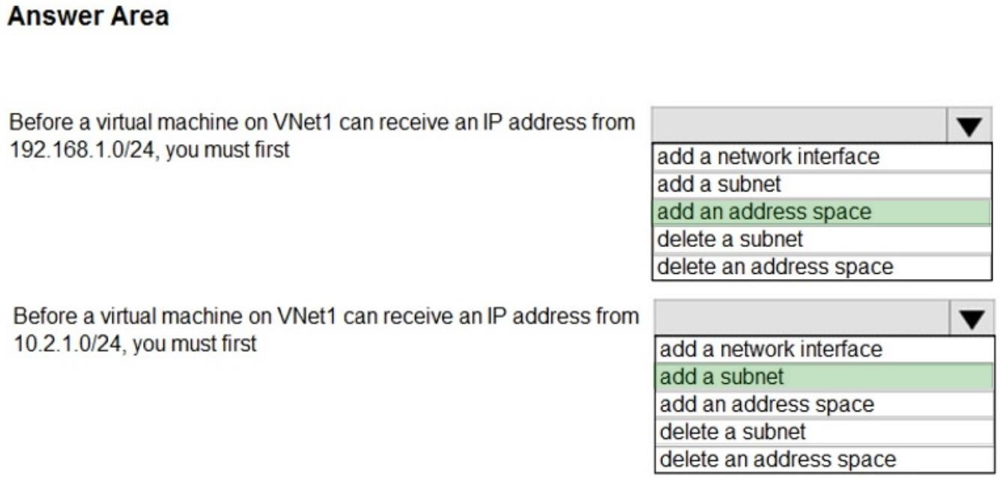 Answer Area
Before a virtual machine on VNet1 can receive an IP address from
192.168.1.0/24, you must first
add a network interface
add a subnet
add an address space
delete a subnet
delete an address space
Before a virtual machine on VNet1 can receive an IP address from
10.2.1.0/24, you must first
add a network interface
add a subnet
add an address space
delete a subnet
delete an address space